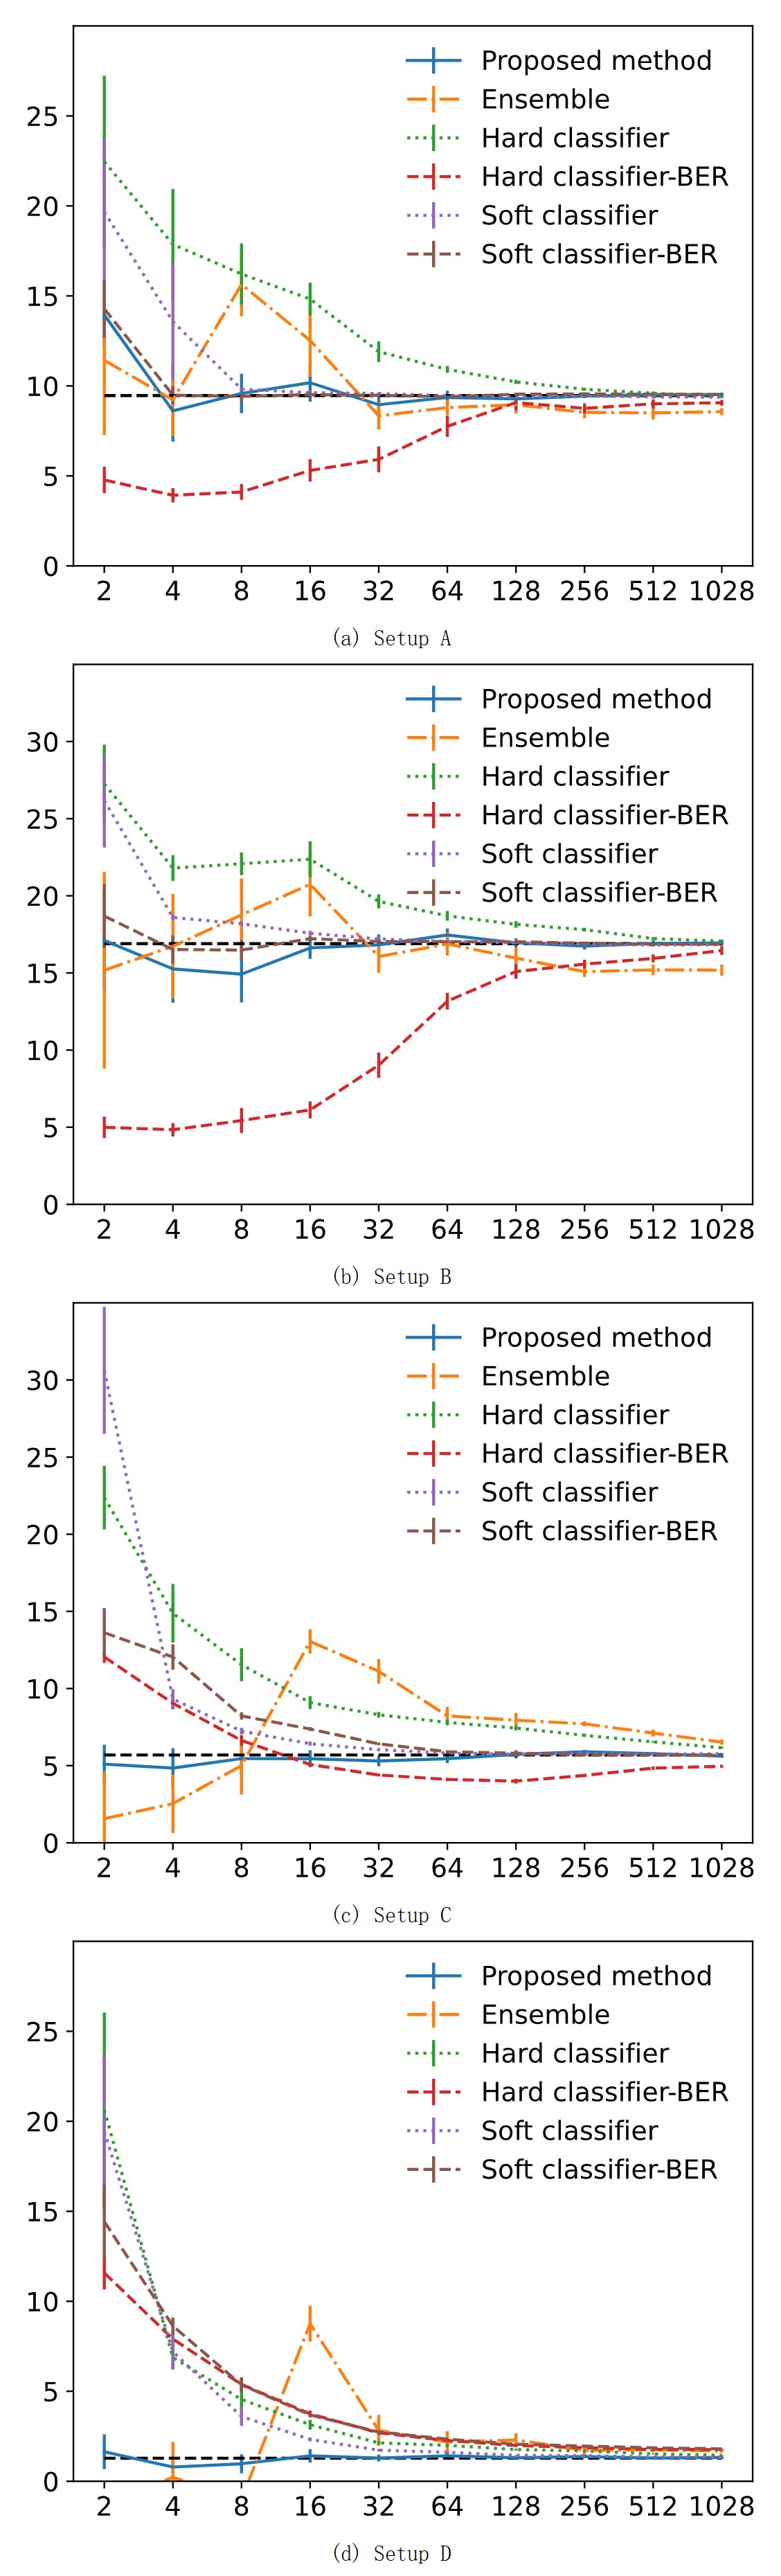 25
20
15
10
5
0
Proposed method
Ensemble
Hard classifier
Hard classifier-BER
Soft classifier
Soft classifier-BER
2 4 8 16 32 64 128 256 512 1028
(a) Setup A
30
25
20
15
10
5
0
Proposed method
Ensemble
Hard classifier
Hard classifier-BER
Soft classifier
Soft classifier-BER
2 4 8 16 32 64 128 256 512 1028
(b) Setup B
30
25
20
15
10
5
0
Proposed method
Ensemble
Hard classifier
Hard classifier-BER
Soft classifier
Soft classifier-BER
2 4 8 16 32 64 128 256 512 1028
(c) Setup C
25
20
15
10
5
0
Proposed method
Ensemble
Hard classifier
Hard classifier-BER
Soft classifier
Soft classifier-BER
2 4 8 16 32 64 128 256 512 1028
(d) Setup D